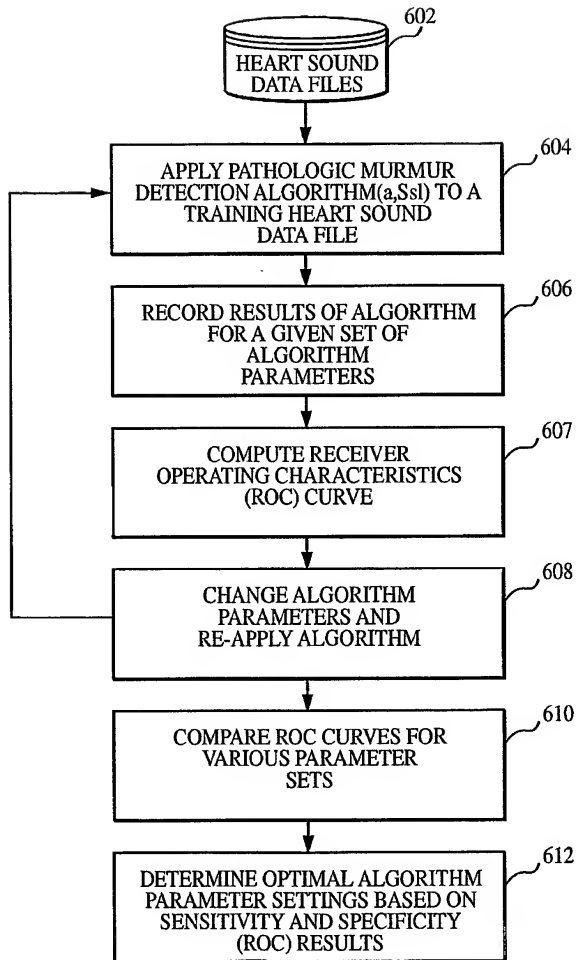 602
HEART SOUND
DATA FILES
604
APPLY PATHOLOGIC MURMUR
DETECTION ALGORITHM(a,Ssl) TO A
TRAINING HEART SOUND
DATA FILE
606
RECORD RESULTS OF ALGORITHM
FOR A GIVEN SET OF
ALGORITHM
PARAMETERS
607
COMPUTE RECEIVER
OPERATING CHARACTERISTICS
(ROC) CURVE
608
CHANGE ALGORITHM
PARAMETERS AND
RE-APPLY ALGORITHM
610
COMPARE ROC CURVES FOR
VARIOUS PARAMETER
SETS
612
DETERMINE OPTIMAL ALGORITHM
PARAMETER SETTINGS BASED ON
SENSITIVITY AND SPECIFICITY
(ROC) RESULTS